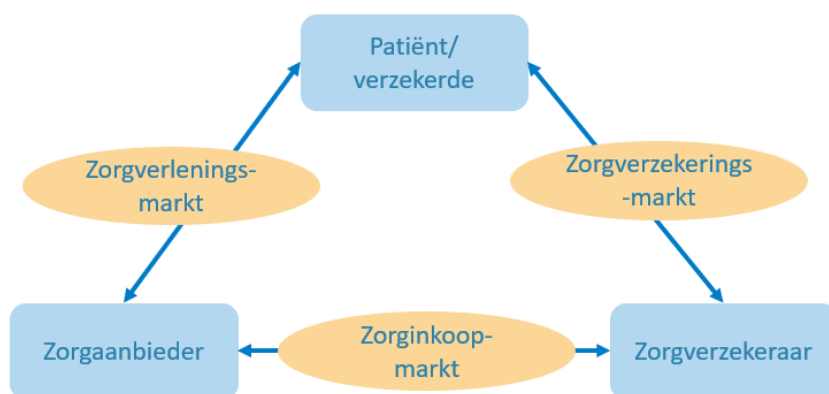 Patiënt/
verzekerde
Zorgverlenings-
markt
Zorgverzekerings
-markt
Zorgaanbieder
Zorginkoop-
markt
Zorgverzekeraar